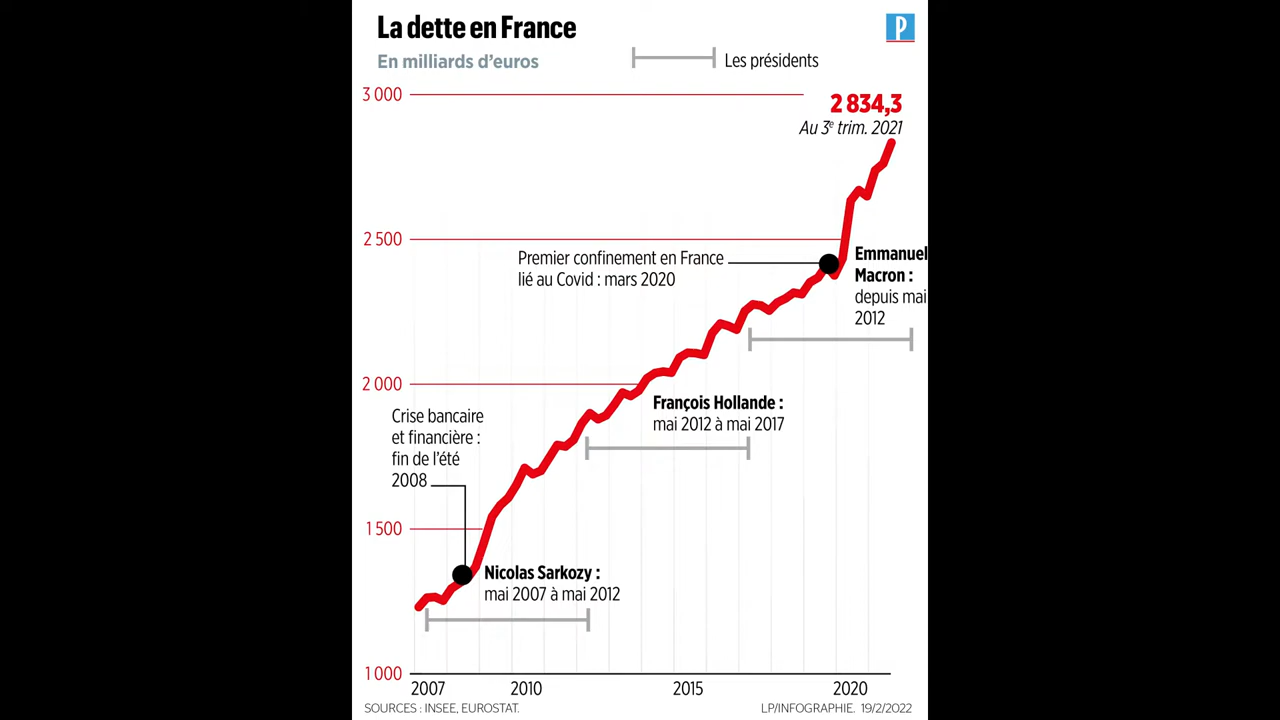 La dette en France
P
En milliards d'euros
Les présidents
3 000
2 834,3
Au 3e trim. 2021
2 500
Premier confinement en France
lié au Covid : mars 2020
Emmanuel
Macron :
depuis mai
2012
2 000
François Hollande :
mai 2012 à mai 2017
Crise bancaire
et financière :
fin de l'été
2008
1 500
Nicolas Sarkozy :
mai 2007 à mai 2012
1 000
2007 2010 2015 2020
SOURCES : INSEE, EUROSTAT. LP/INFOGRAPHIE. 19/2/2022